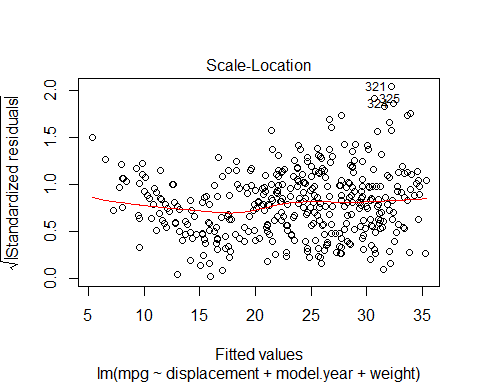 Scale-Location
√|Standardized residuals|
2.0
1.5
1.0
0.5
0.0
321
325
5 10 15 20 25 30 35
Fitted values
lm(mpg ~ displacement + model.year + weight)